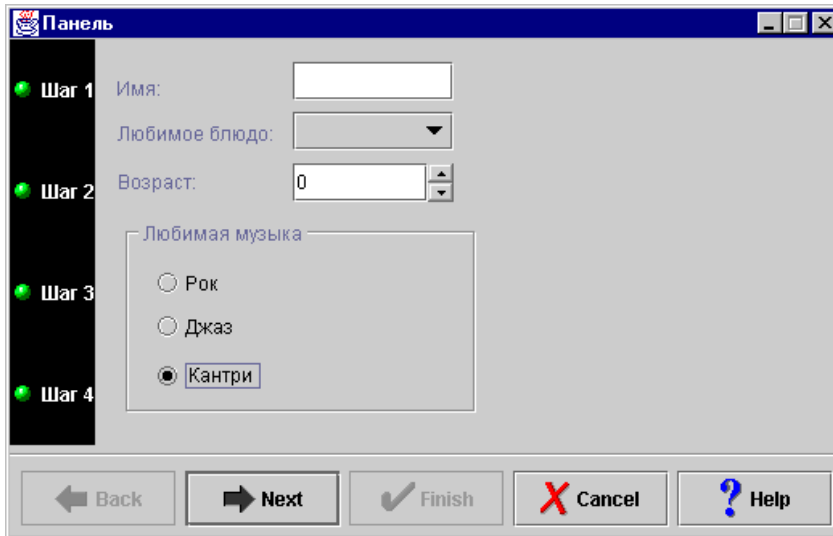 Панель
Шаг 1
Шаг 2
Шаг 3
Шаг 4
Имя:
Любимое блюдо:
Возраст:
0
Любимая музыка
Рок
Джаз
Кантри
Back
Next
Finish
Cancel
Help